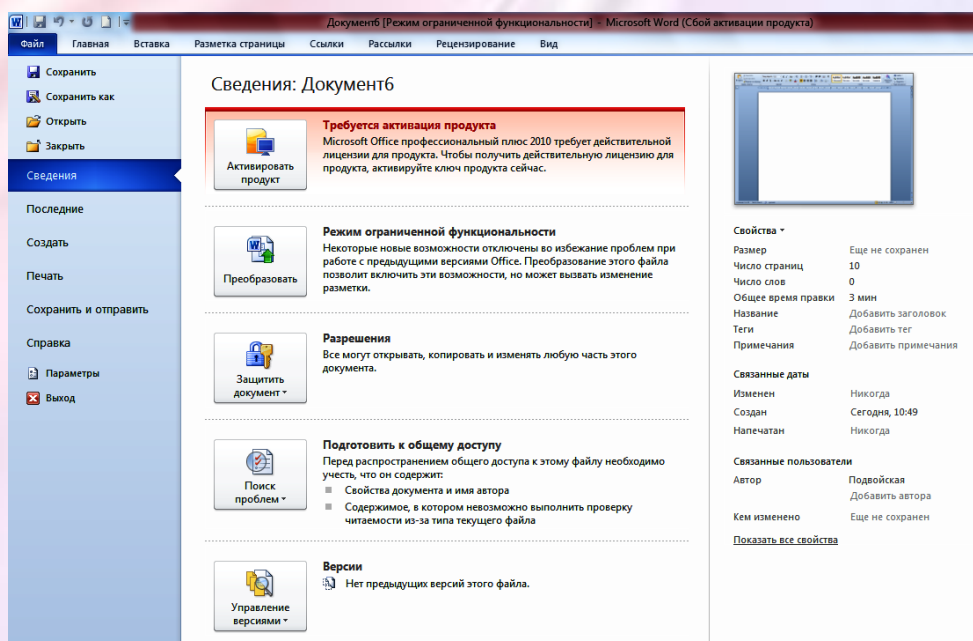 Документ6 [Режим ограниченной функциональности] - Microsoft Word (Сбой активации продукта)
Файл Главная Вставка Разметка страницы Ссылки Рассылки Рецензирование Вид
Сохранить
Сохранить как
Открыть
Закрыть
Сведения
Последние
Создать
Печать
Сохранить и отправить
Справка
Параметры
Выход
Сведения: Документ6
Активировать
продукт
Требуется активация продукта
Microsoft Office профессиональный плюс 2010 требует действительной
лицензии для продукта. Чтобы получить действительную лицензию для
продукта, активируйте ключ продукта сейчас.
Преобразовать
Режим ограниченной функциональности
Некоторые новые возможности отключены во избежание проблем при
работе с предыдущими версиями Office. Преобразование этого файла
позволит включить эти возможности, но может вызвать изменение
разметки.
Защитить
документ
Разрешения
Все могут открывать, копировать и изменять любую часть этого
документа.
Поиск
проблем
Подготовить к общему доступу
Перед распространением общего доступа к этому файлу необходимо
учесть, что он содержит:
Свойства документа и имя автора
Содержимое, в котором невозможно выполнить проверку
читаемости из-за типа текущего файла
Управление
версиями
Версии
Нет предыдущих версий этого файла.
Свойства
Размер Еще не сохранен
Число страниц 10
Число слов 0
Общее время правки 3 мин
Название Добавить заголовок
Теги Добавить тег
Примечания Добавить примечания
Связанные даты
Изменен Никогда
Создан Сегодня, 10:49
Напечатан Никогда
Связанные пользователи
Автор Подвойская
Добавить автора
Кем изменено Еще не сохранен
Показать все свойства